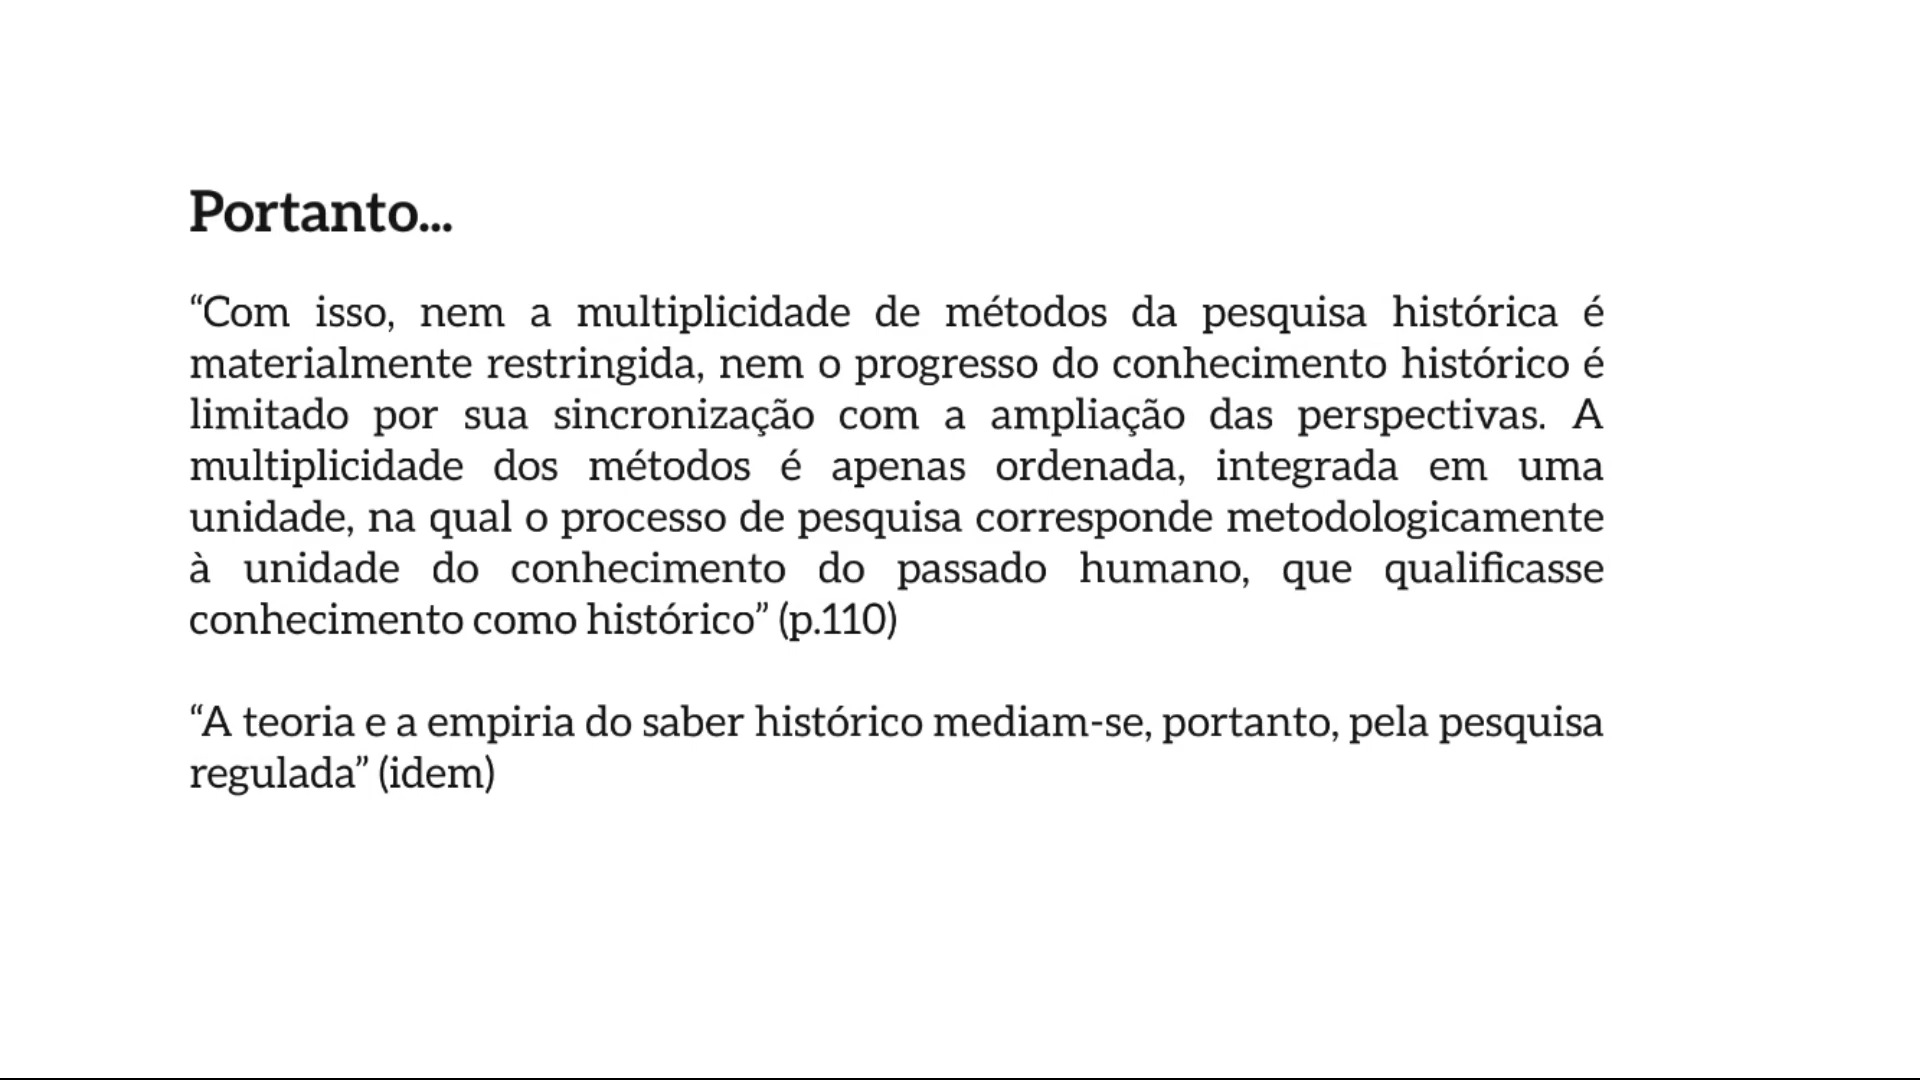 Portanto...
“Com isso, nem a multiplicidade de métodos da pesquisa histórica é
materialmente restringida, nem o progresso do conhecimento histórico é
limitado por sua sincronização com a ampliação das perspectivas. A
multiplicidade dos métodos é apenas ordenada, integrada em uma
unidade, na qual o processo de pesquisa corresponde metodologicamente
à unidade do conhecimento do passado humano, que qualificasse
conhecimento como histórico” (p.110)
“A teoria e a empiria do saber histórico mediam-se, portanto, pela pesquisa
regulada” (idem)